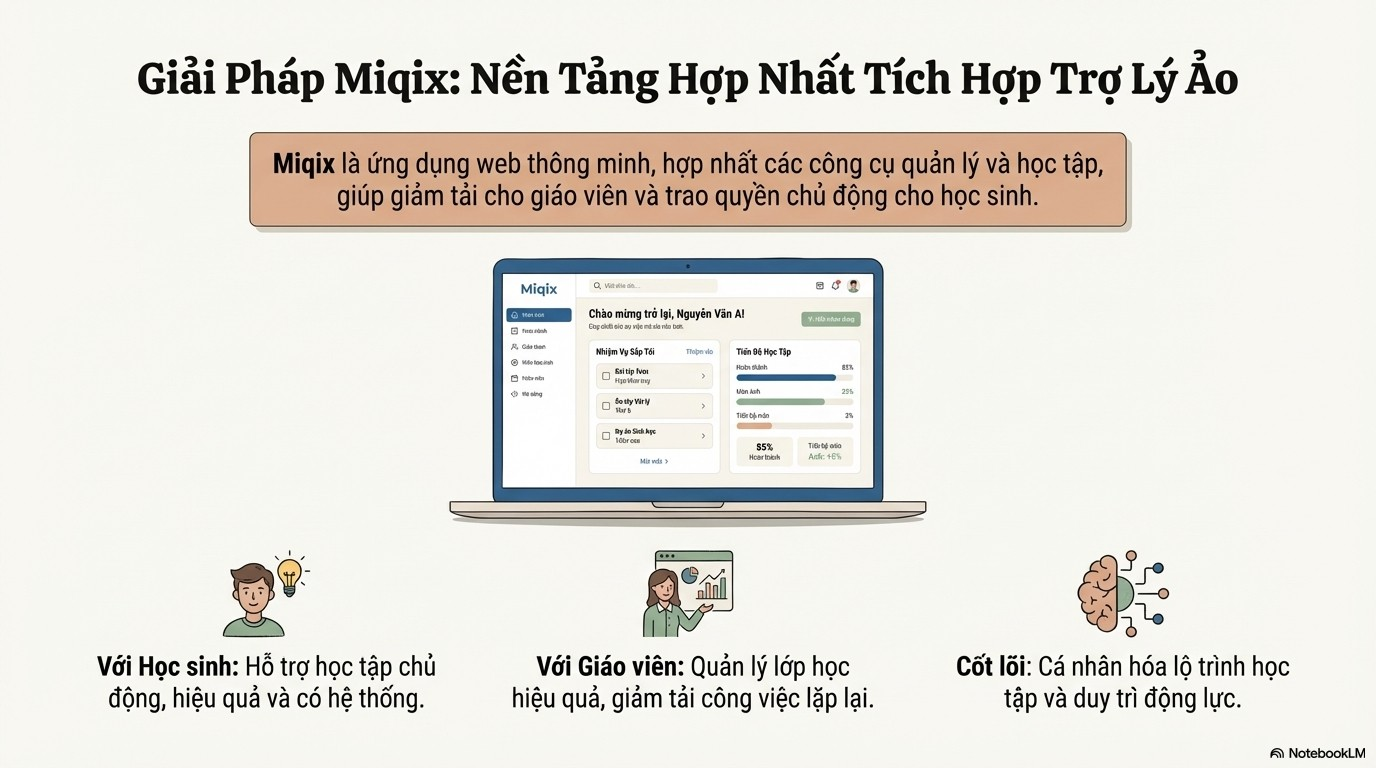 Giải Pháp Miqix: Nền Tảng Hợp Nhất Tích Hợp Trợ Lý Ảo
Miqix là ứng dụng web thông minh, hợp nhất các công cụ quản lý và học tập,
giúp giảm tải cho giáo viên và trao quyền chủ động cho học sinh.
Miqix
Chào mừng trở lại, Nguyên Văn A!
Nhiệm Vụ Sắp Tới
Tiến Độ Học Tập
Hoàn thành
$5%
Với Học sinh: Hỗ trợ học tập chủ
động, hiệu quả và có hệ thống.
Với Giáo viên: Quản lý lớp học
hiệu quả, giảm tải công việc lặp lại.
Cốt lõi: Cá nhân hóa lộ trình học
tập và duy trì động lực.
NotebookLM